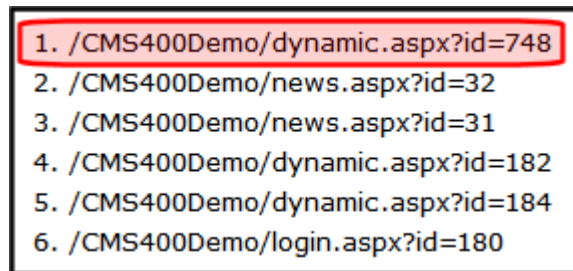 1. /CMS400Demo/dynamic.aspx?id=748
2. /CMS400Demo/news.aspx?id=32
3. /CMS400Demo/news.aspx?id=31
4. /CMS400Demo/dynamic.aspx?id=182
5. /CMS400Demo/dynamic.aspx?id=184
6. /CMS400Demo/login.aspx?id=180